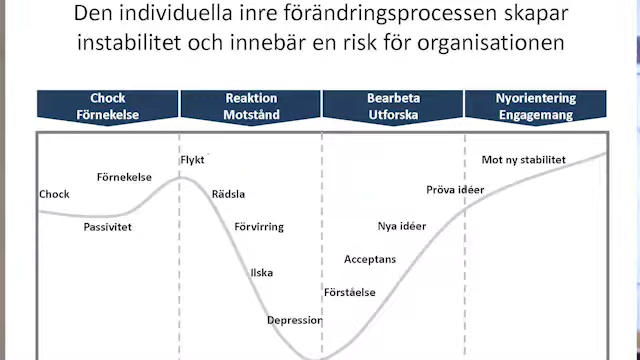 Den individuella inre förändringsprocessen skapar
instabilitet och innebär en risk för organisationen
Chock
Förnekelse
Reaktion
Motstånd
Bearbeta
Utforska
Nyorientering
Engagemang
Chock
Förnekelse
Passivitet
Flykt
Rädsla
Förvirring
Ilska
Depression
Förståelse
Acceptans
Nya idéer
Pröva idéer
Mot ny stabilitet